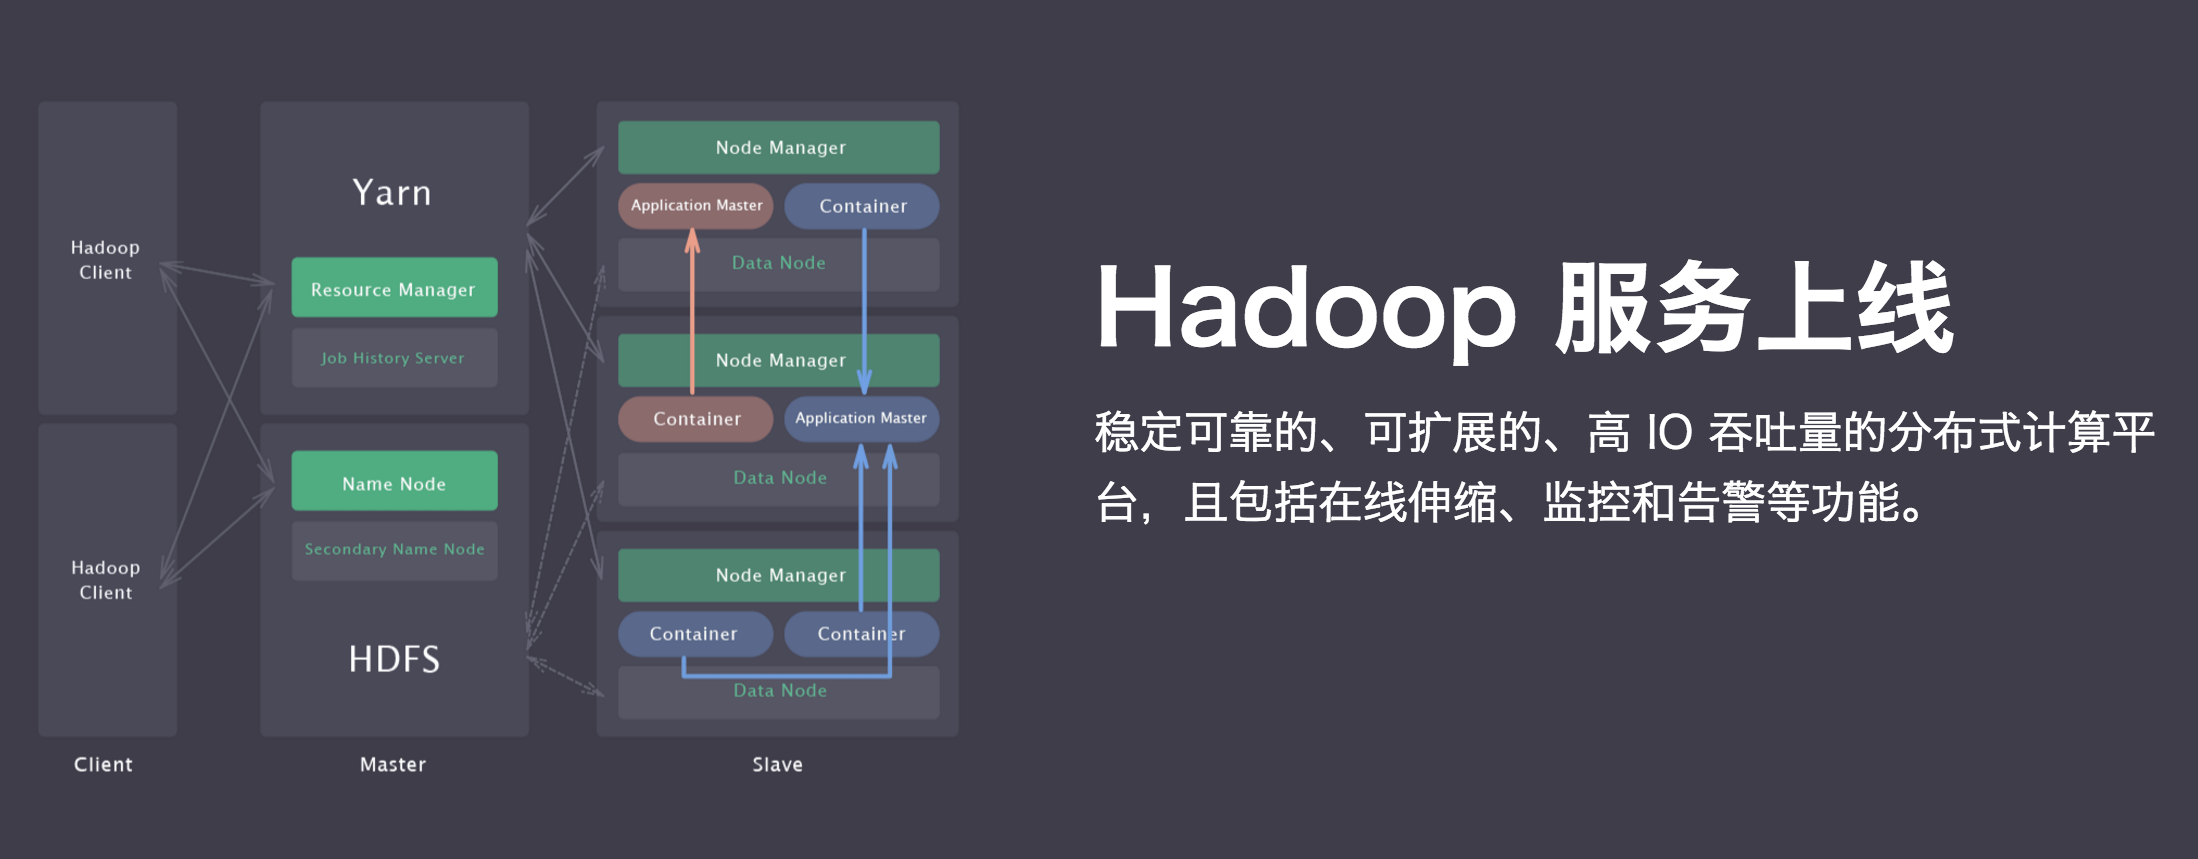 Hadoop
Client
Hadoop
Client
Client
Yarn
Resource Manager
Job History Server
Name Node
Secondary Name Node
HDFS
Master
Node Manager
Application Master
Container
Data Node
Node Manager
Container
Application Master
Data Node
Node Manager
Container
Container
Data Node
Slave
Hadoop 服务上线
稳定可靠的、可扩展的、高 IO 吞吐量的分布式计算平
台，且包括在线伸缩、监控和告警等功能。